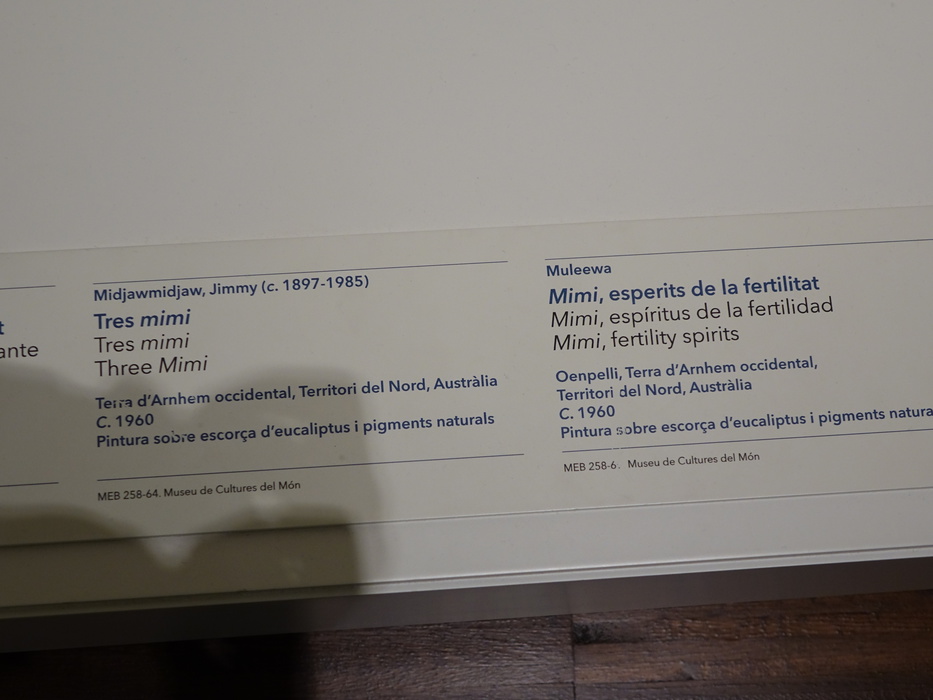 t
ante
Midjawmidjaw, Jimmy (c. 1897-1985)
Tres mimi
Tres mimi
Three Mimi
Terra d'Arnhem occidental, Territori del Nord, Austràlia
C. 1960
Pintura sobre escorça d'eucaliptus i pigments naturals
MEB 258-64. Museu de Cultures del Món
Muleewa
Mimi, esperits de la fertilitat
Mimi, espíritus de la fertilidad
Mimi, fertility spirits
Oenpelli, Terra d'Arnhem occidental,
Territori del Nord, Austràlia
C. 1960
Pintura sobre escorça d'eucaliptus i pigments natura
MEB 258-6 . Museu de Cultures del Món